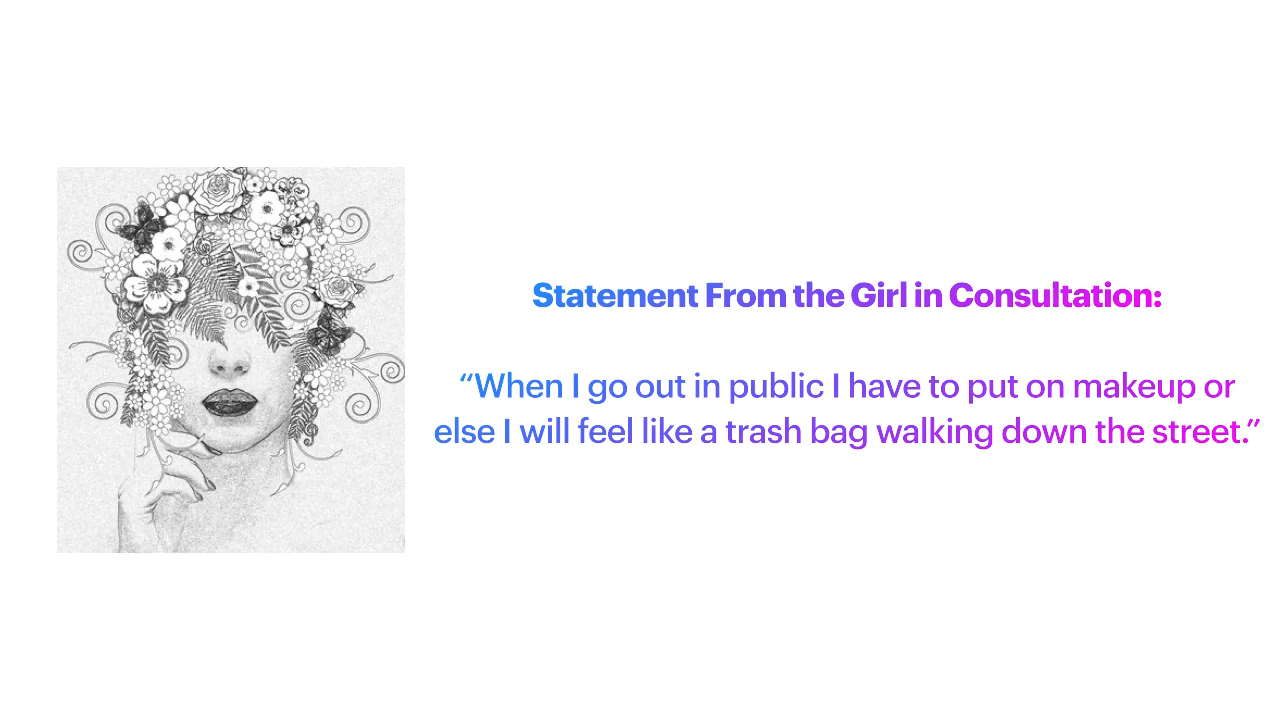 Statement From the Girl in Consultation:
“When I go out in public I have to put on makeup or
else I will feel like a trash bag walking down the street.”